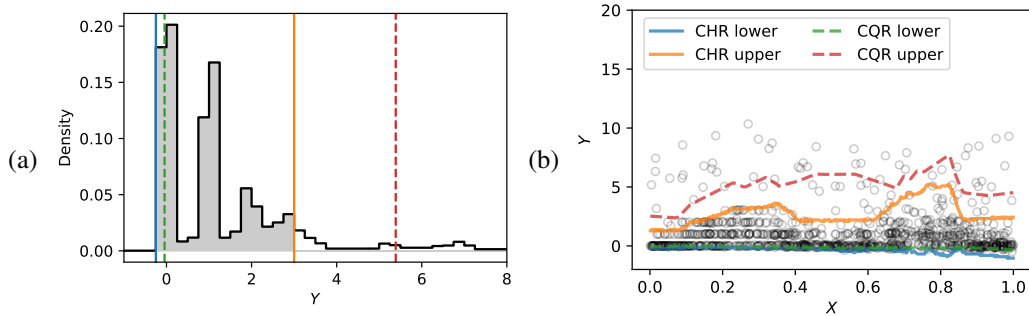 (a)
Density
0.20
0.15
0.10
0.05
0.00
0 2 4 6 8
Y
(b)
Y
20
15
10
5
0
CHR lower
CHR upper
CQR lower
CQR upper
0.0 0.2 0.4 0.6 0.8 1.0
X